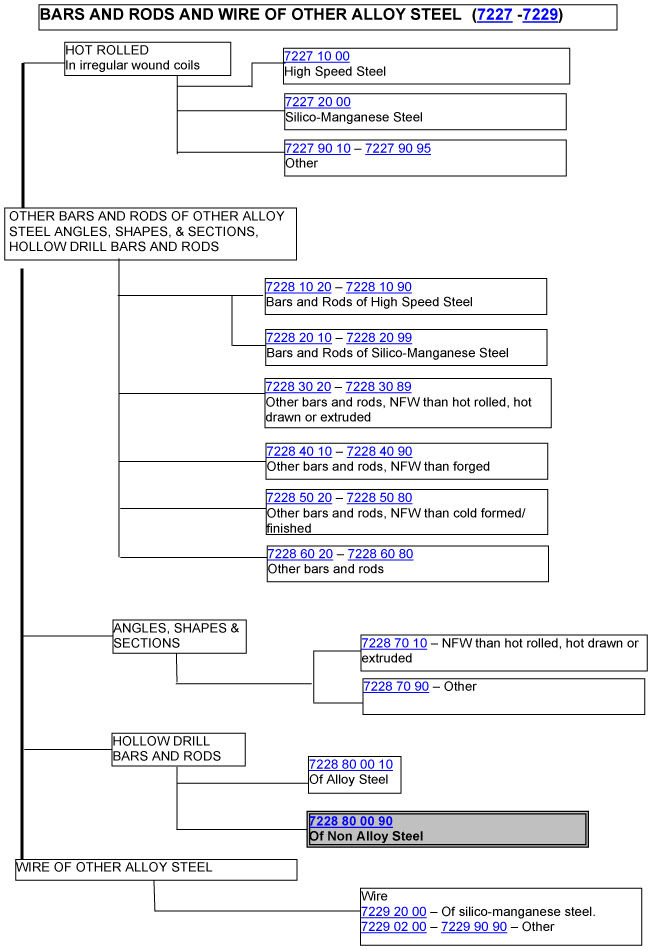 BARS AND RODS AND WIRE OF OTHER ALLOY STEEL (7227 -7229)
HOT ROLLED
In irregular wound coils
7227 10 00
High Speed Steel
7227 20 00
Silico-Manganese Steel
7227 90 10 – 7227 90 95
Other
OTHER BARS AND RODS OF OTHER ALLOY
STEEL ANGLES, SHAPES, & SECTIONS,
HOLLOW DRILL BARS AND RODS
7228 10 20 – 7228 10 90
Bars and Rods of High Speed Steel
7228 20 10 – 7228 20 99
Bars and Rods of Silico-Manganese Steel
7228 30 20 – 7228 30 89
Other bars and rods, NFW than hot rolled, hot
drawn or extruded
7228 40 10 – 7228 40 90
Other bars and rods, NFW than forged
7228 50 20 – 7228 50 80
Other bars and rods, NFW than cold formed/
finished
7228 60 20 – 7228 60 80
Other bars and rods
ANGLES, SHAPES &
SECTIONS
7228 70 10 – NFW than hot rolled, hot drawn or
extruded
7228 70 90 – Other
HOLLOW DRILL
BARS AND RODS
7228 80 00 10
Of Alloy Steel
7228 80 00 90
Of Non Alloy Steel
WIRE OF OTHER ALLOY STEEL
Wire
7229 20 00 – Of silico-manganese steel.
7229 02 00 – 7229 90 90 – Other